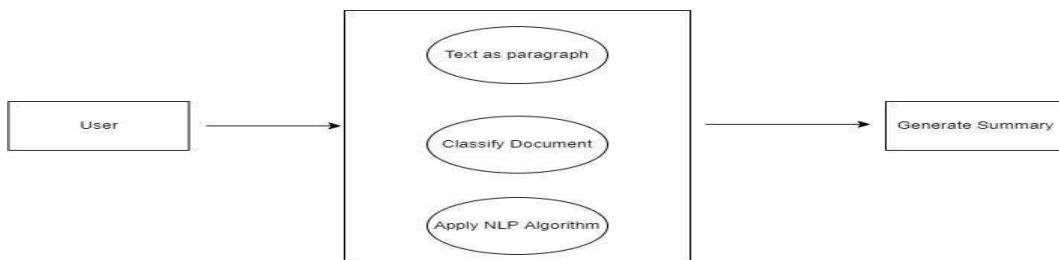 Text as paragraph
User
Generate Summary
Classify Document
Apply NLP Algorithm